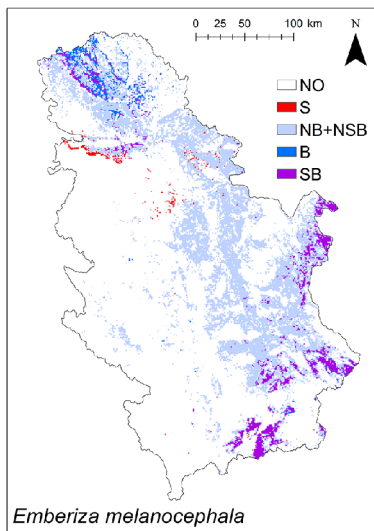 0 25 50 100 km
N
NO
S
NB+NSB
B
SB
Emberiza melanocephala